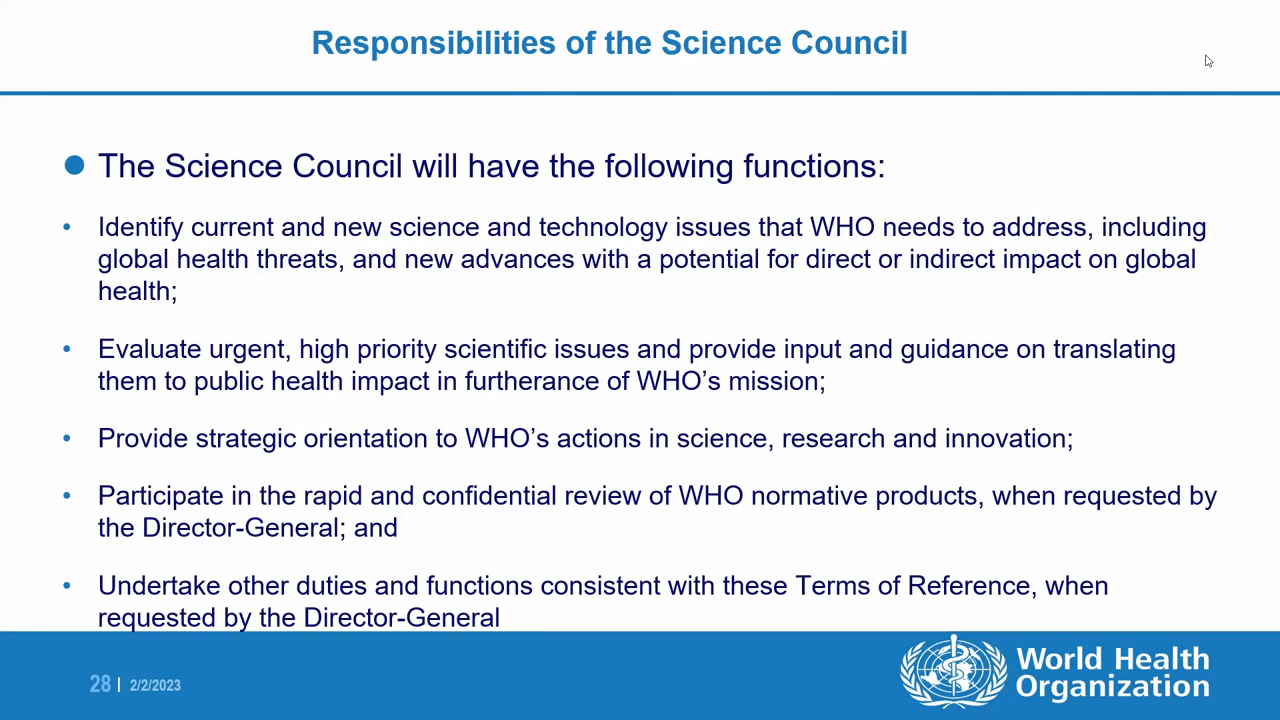 Responsibilities of the Science Council
The Science Council will have the following functions:
• Identify current and new science and technology issues that WHO needs to address, including
global health threats, and new advances with a potential for direct or indirect impact on global
health;
• Evaluate urgent, high priority scientific issues and provide input and guidance on translating
them to public health impact in furtherance of WHO’s mission;
• Provide strategic orientation to WHO’s actions in science, research and innovation;
• Participate in the rapid and confidential review of WHO normative products, when requested by
the Director-General; and
• Undertake other duties and functions consistent with these Terms of Reference, when
requested by the Director-General
28 | 2/2/2023
World Health
Organization